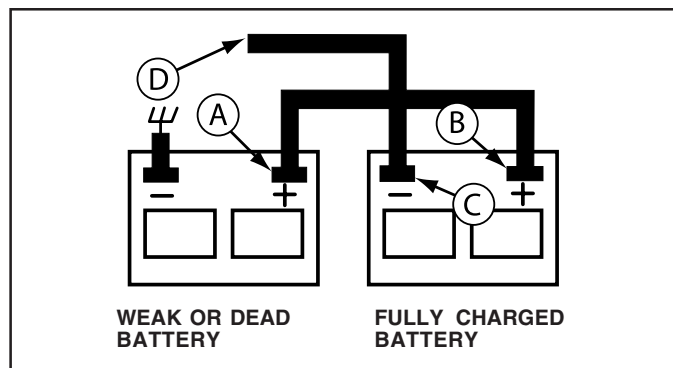 D
A
B
C
– +
– +
WEAK OR DEAD
BATTERY
FULLY CHARGED
BATTERY